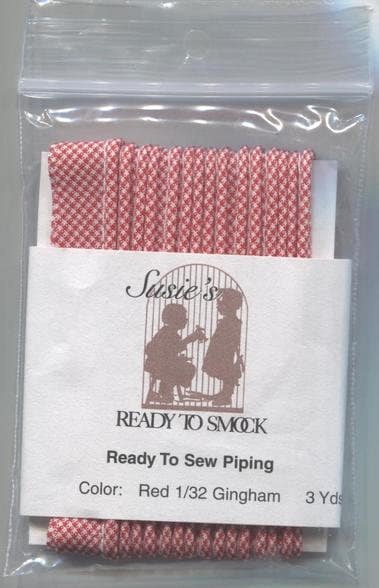 Susie's
READY TO SMOCK
Ready To Sew Piping
Color: Red 1/32 Gingham 3 Yds